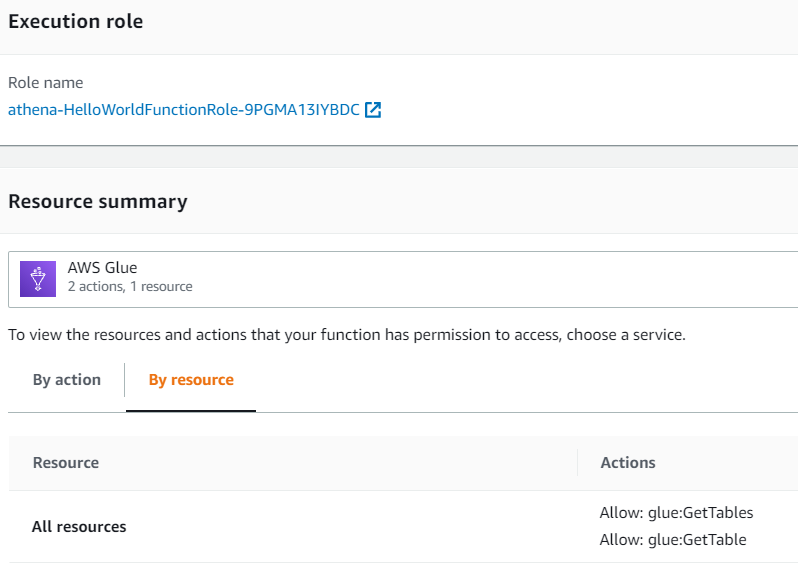 Execution role
Role name
athena-HelloWorldFunctionRole-9PGMA13IYBDC
Resource summary
AWS Glue
2 actions, 1 resource
To view the resources and actions that your function has permission to access, choose a service.
By action
By resource
Resource
Actions
All resources
Allow: glue:GetTables
Allow: glue:GetTable